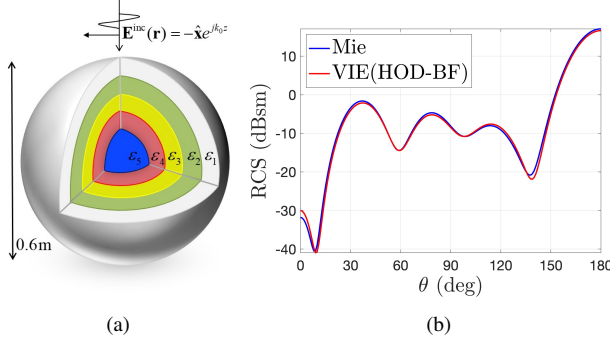 E^inc(r) = −x̂e^{jk₀z}
0.6m
ε₅ ε₄ ε₃ ε₂ ε₁
(a)
Mie
VIE(HOD-BF)
RCS (dBsm)
10
0
-10
-20
-30
-40
0 30 60 90 120 150 180
θ (deg)
(b)